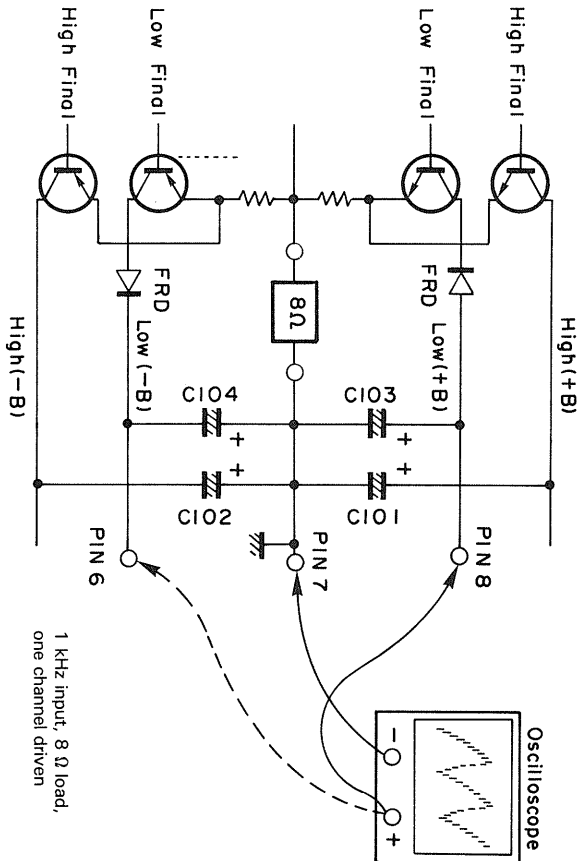 High(+B)
Oscilloscope
High Final
PIN 8
Low Final
FRD
Low(+B)
C103
C101
+
+
−
+
8Ω
PIN 7
+
+
C104
C102
Low Final
FRD
Low(−B)
PIN 6
High Final
High(−B)
1 kHz input, 8 Ω load,
one channel driven